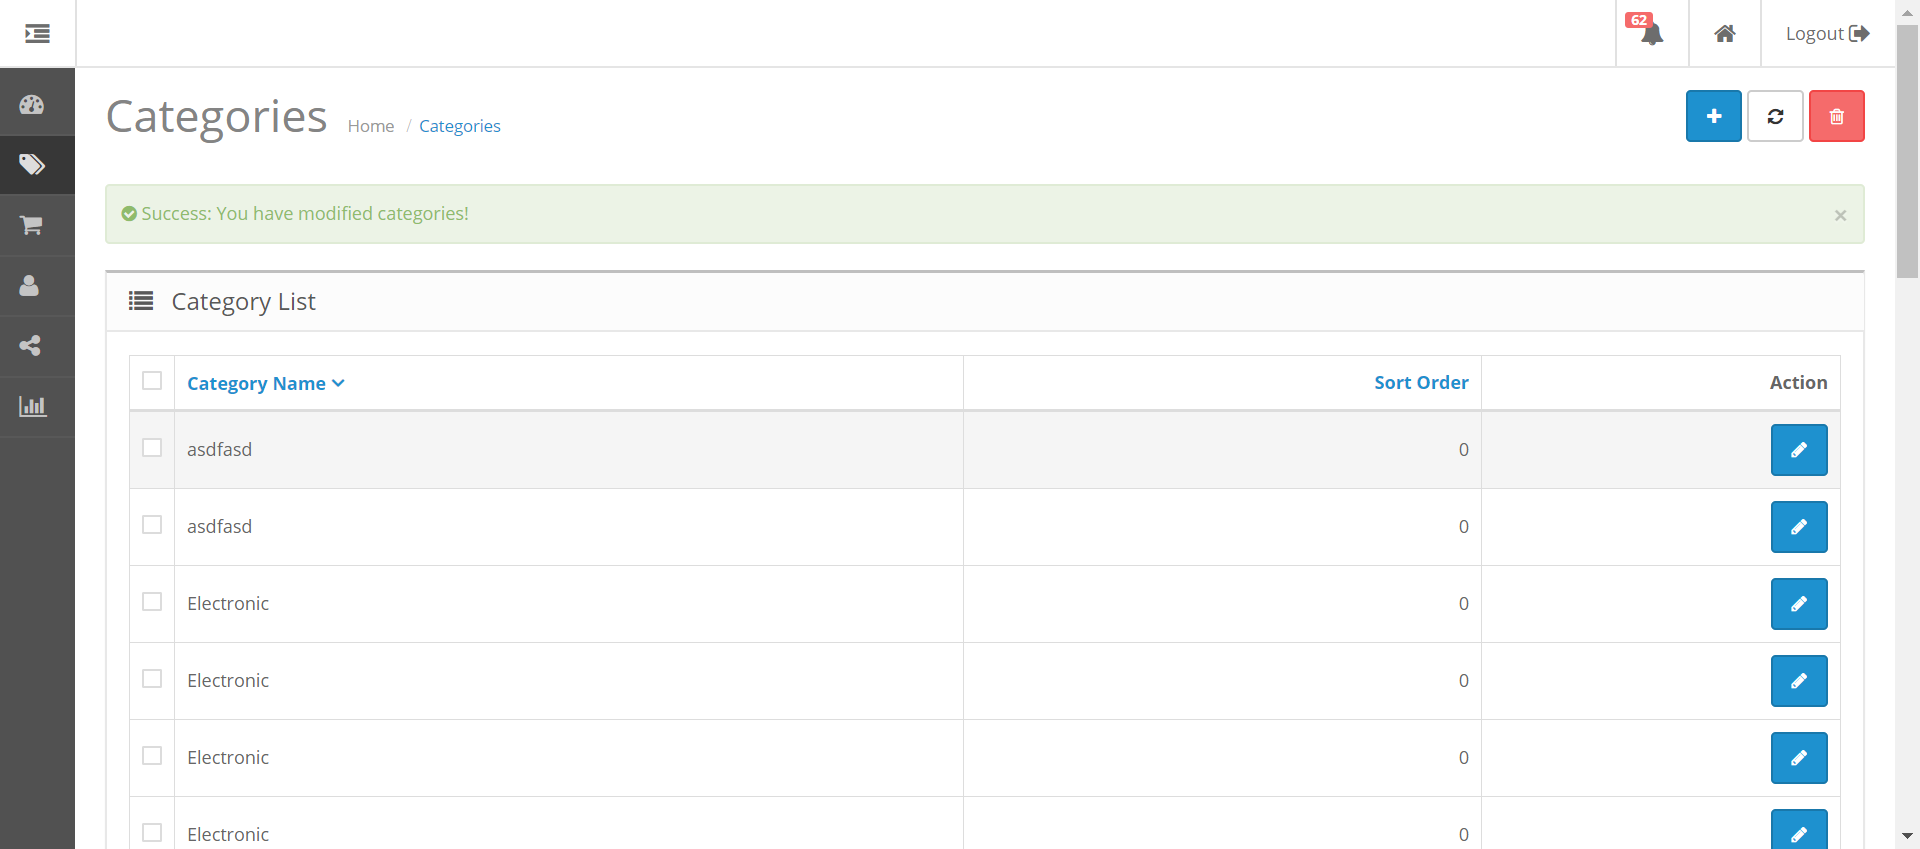 62
Logout
Categories
Home / Categories
Success: You have modified categories!
×
Category List
Category Name Sort Order Action
asdfasd 0
asdfasd 0
Electronic 0
Electronic 0
Electronic 0
Electronic 0